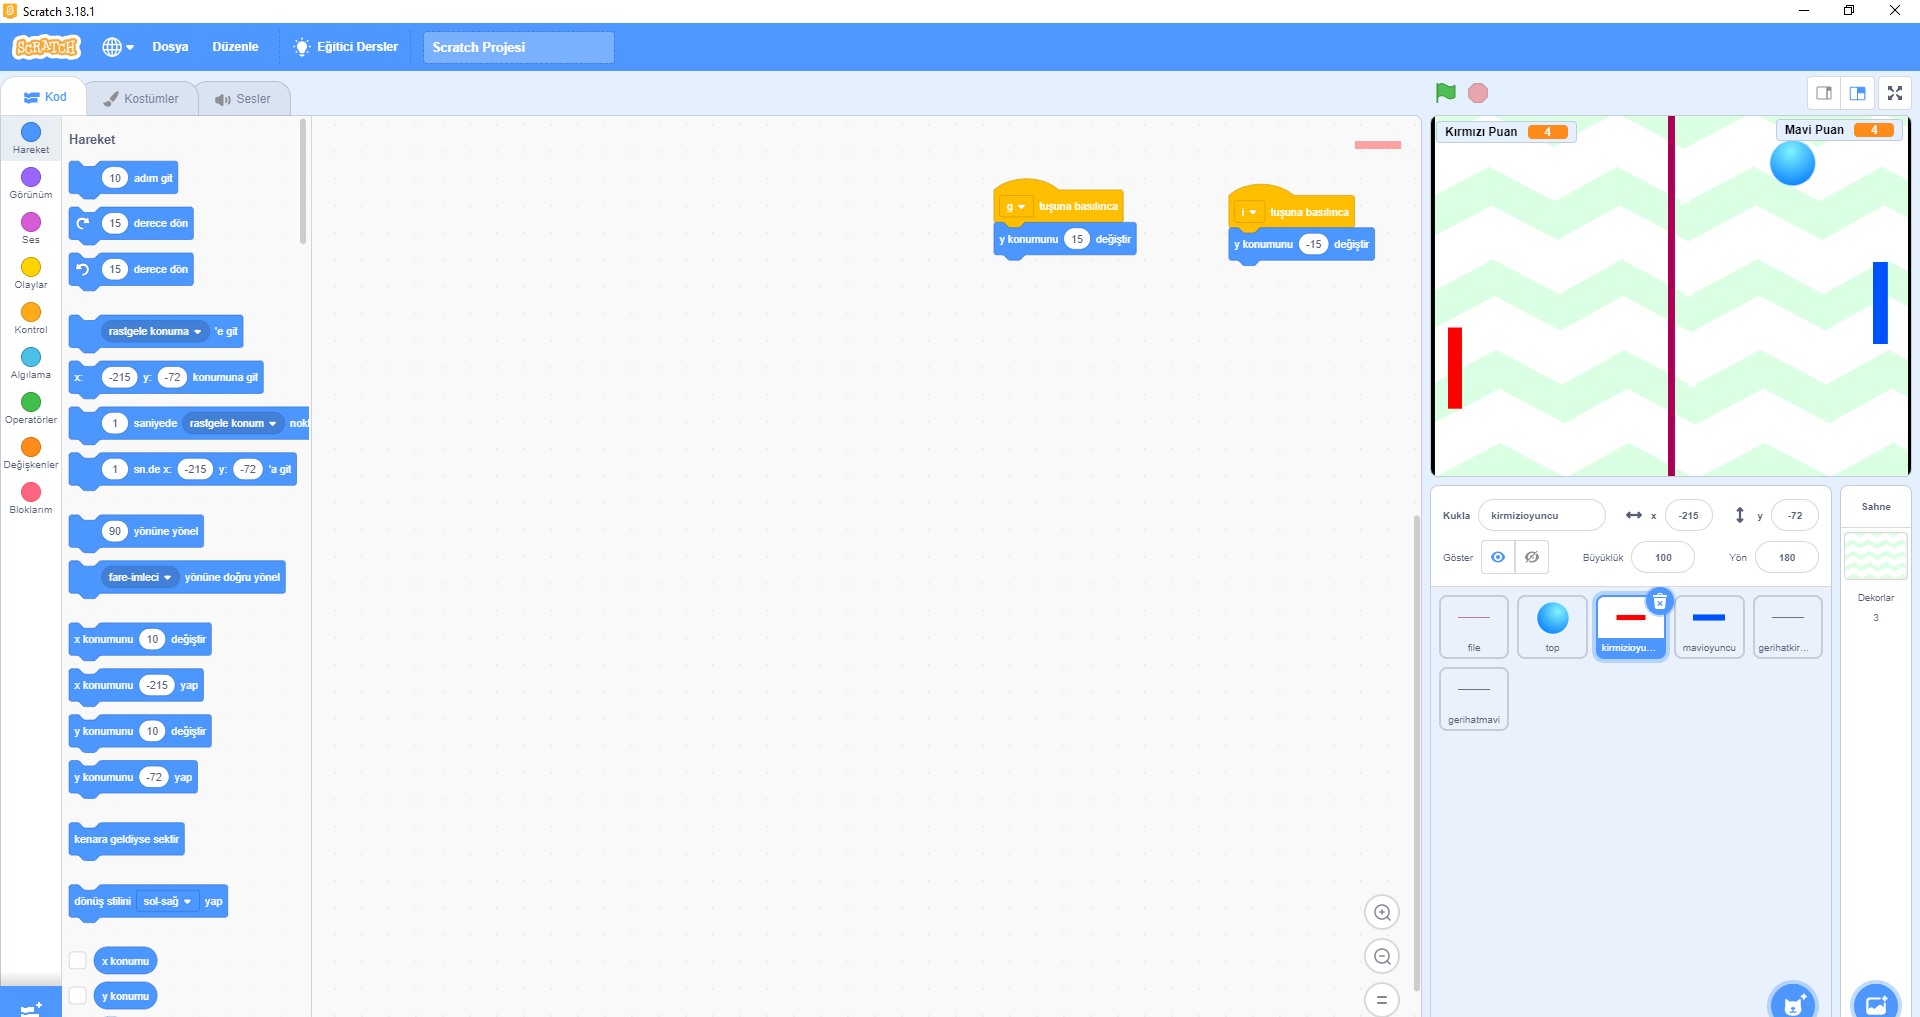 Scratch 3.18.1
SCRATCH
Dosya
Düzenle
Eğitici Dersler
Scratch Projesi
Kod
Kostümler
Sesler
Hareket
Görünüm
Ses
Olaylar
Kontrol
Algılama
Operatörler
Değişkenler
Bloklarım
Hareket
10 adım git
15 derece dön
15 derece dön
rastgele konuma 'e git
x: -215 y: -72 konumuna git
1 saniyede rastgele konum nokt
1 sn.de x: -215 y: -72 'a git
90 yönüne yönel
fare-imleci yönüne doğru yönel
x konumunu 10 değiştir
x konumunu -215 yap
y konumunu 10 değiştir
y konumunu -72 yap
kenara geldiyse sektir
dönüş stilini sol-sağ yap
x konumu
y konumu
g tuşuna basılınca
y konumunu 15 değiştir
i tuşuna basılınca
y konumunu -15 değiştir
Kırmızı Puan 4
Mavi Puan 4
Kukla kirmizioyuncu x -215 y -72
Göster Büyüklük 100 Yön 180
file
top
kirmizioyu...
mavioyuncu
gerihatkir...
gerihatmavi
Sahne
Dekorlar
3